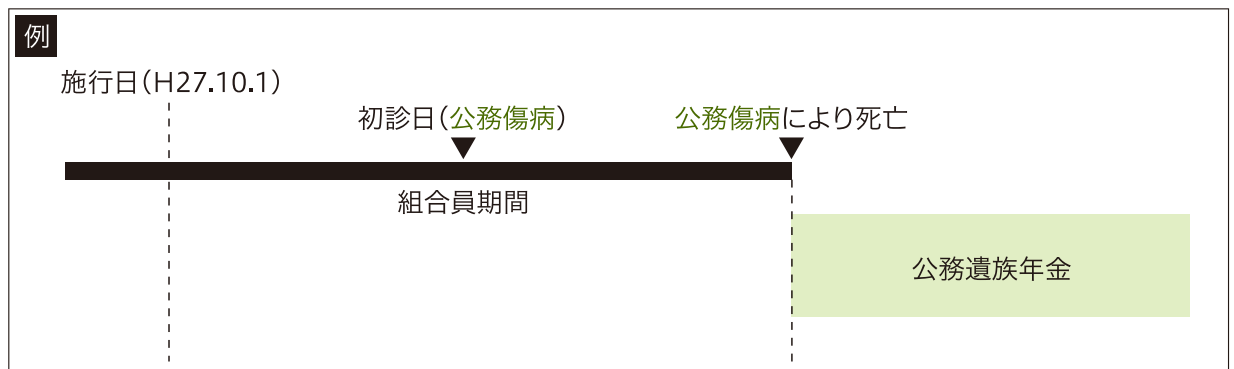 例
施行日(H27.10.1)
初診日(公務傷病)
公務傷病により死亡
組合員期間
公務遺族年金